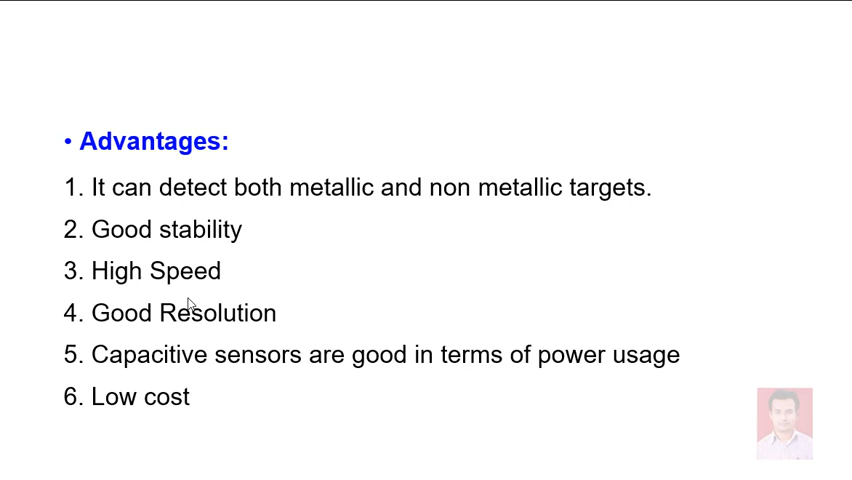 • Advantages:
1. It can detect both metallic and non metallic targets.
2. Good stability
3. High Speed
4. Good Resolution
5. Capacitive sensors are good in terms of power usage
6. Low cost